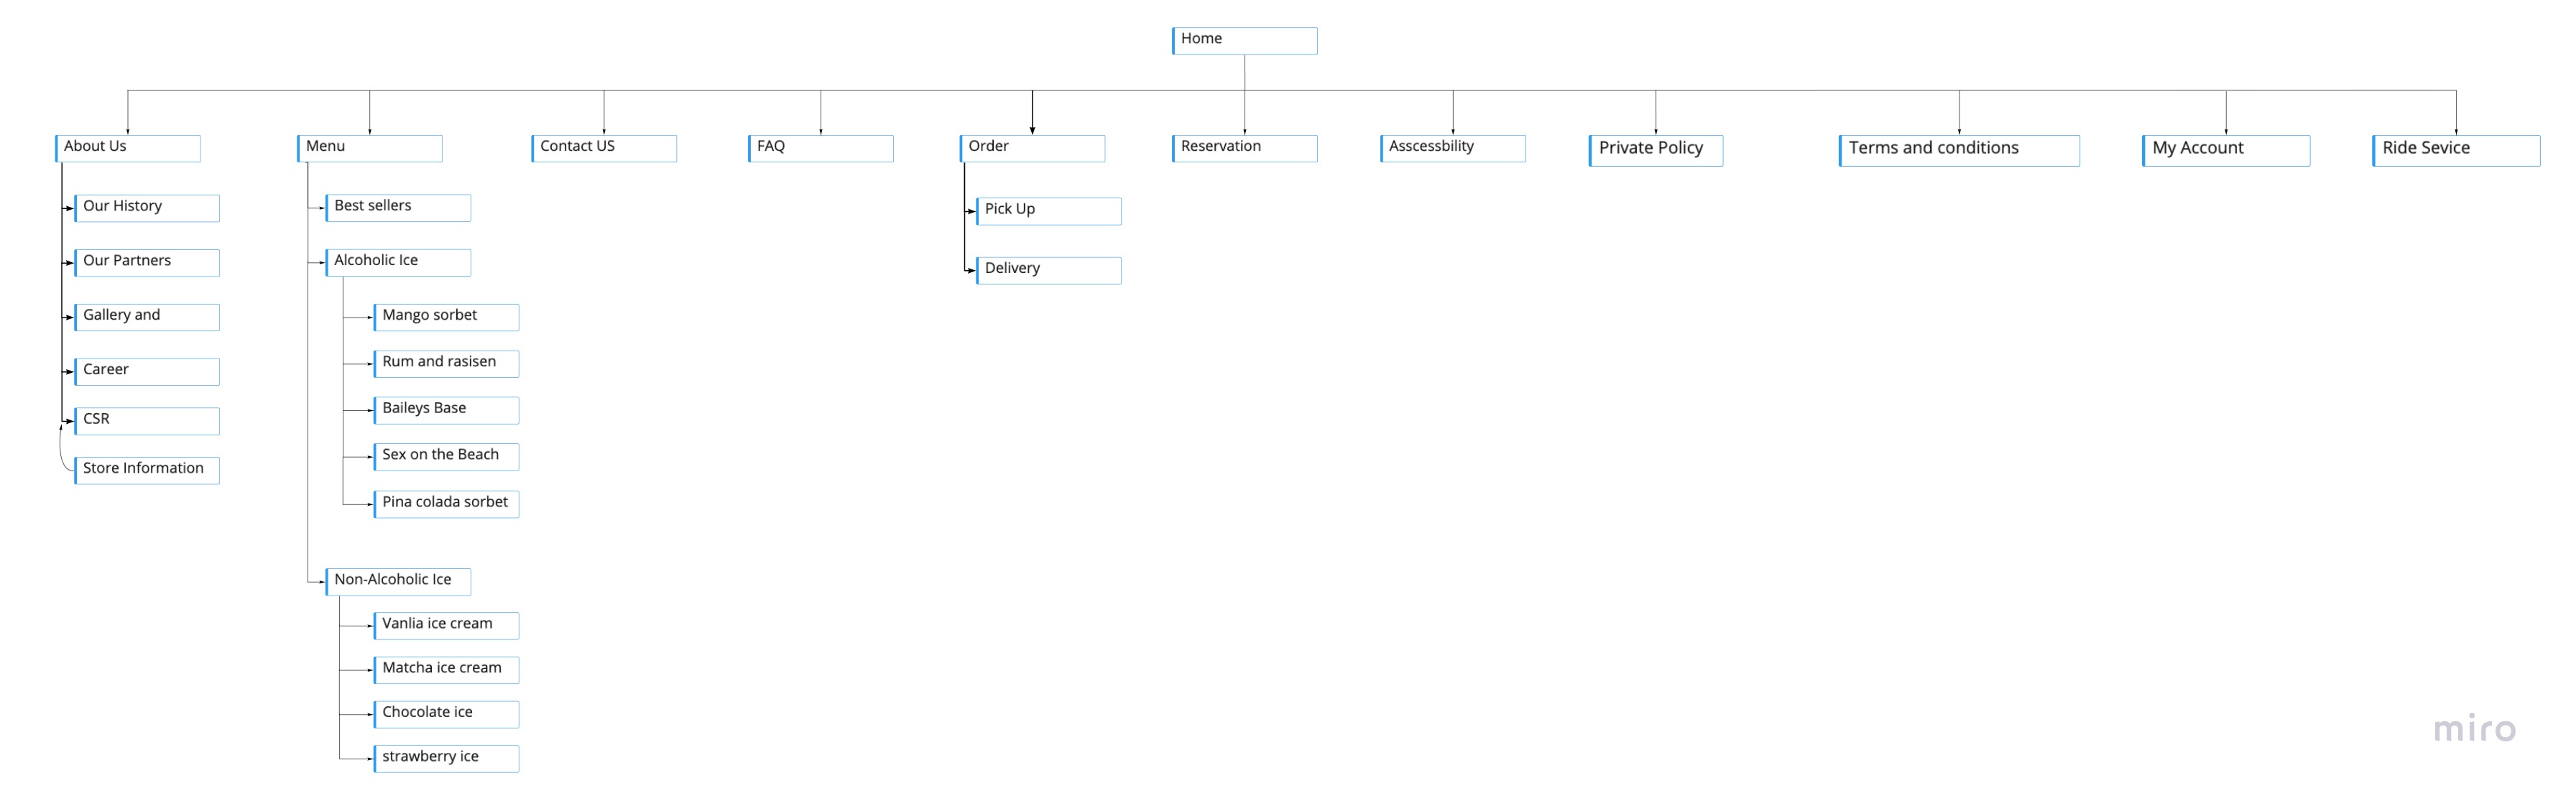 Home
About Us
Menu
Contact US
FAQ
Order
Reservation
Asscessbility
Private Policy
Terms and conditions
My Account
Ride Sevice
Our History
Our Partners
Gallery and
Career
CSR
Store Information
Best sellers
Alcoholic Ice
Mango sorbet
Rum and rasisen
Baileys Base
Sex on the Beach
Pina colada sorbet
Non-Alcoholic Ice
Vanlia ice cream
Matcha ice cream
Chocolate ice
strawberry ice
Pick Up
Delivery
miro